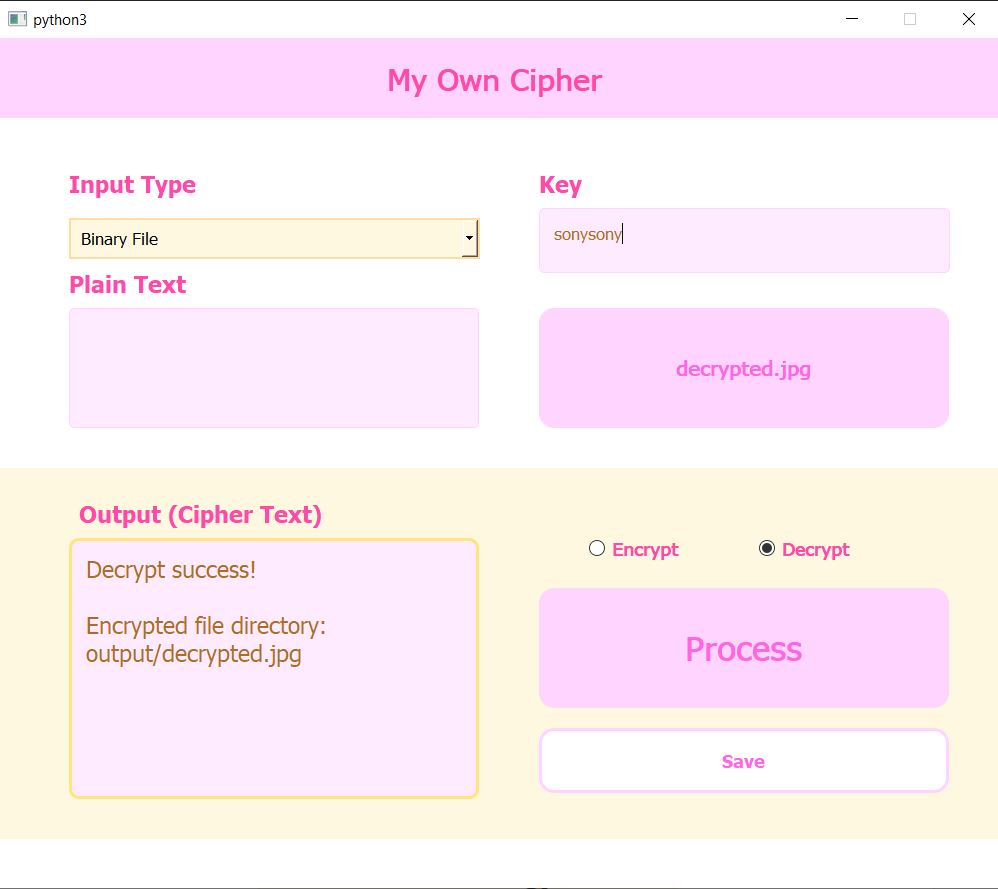 python3
My Own Cipher
Input Type
Key
Binary File
sonysony
Plain Text
decrypted.jpg
Output (Cipher Text)
Decrypt success!
Encrypted file directory:
output/decrypted.jpg
Encrypt
Decrypt
Process
Save